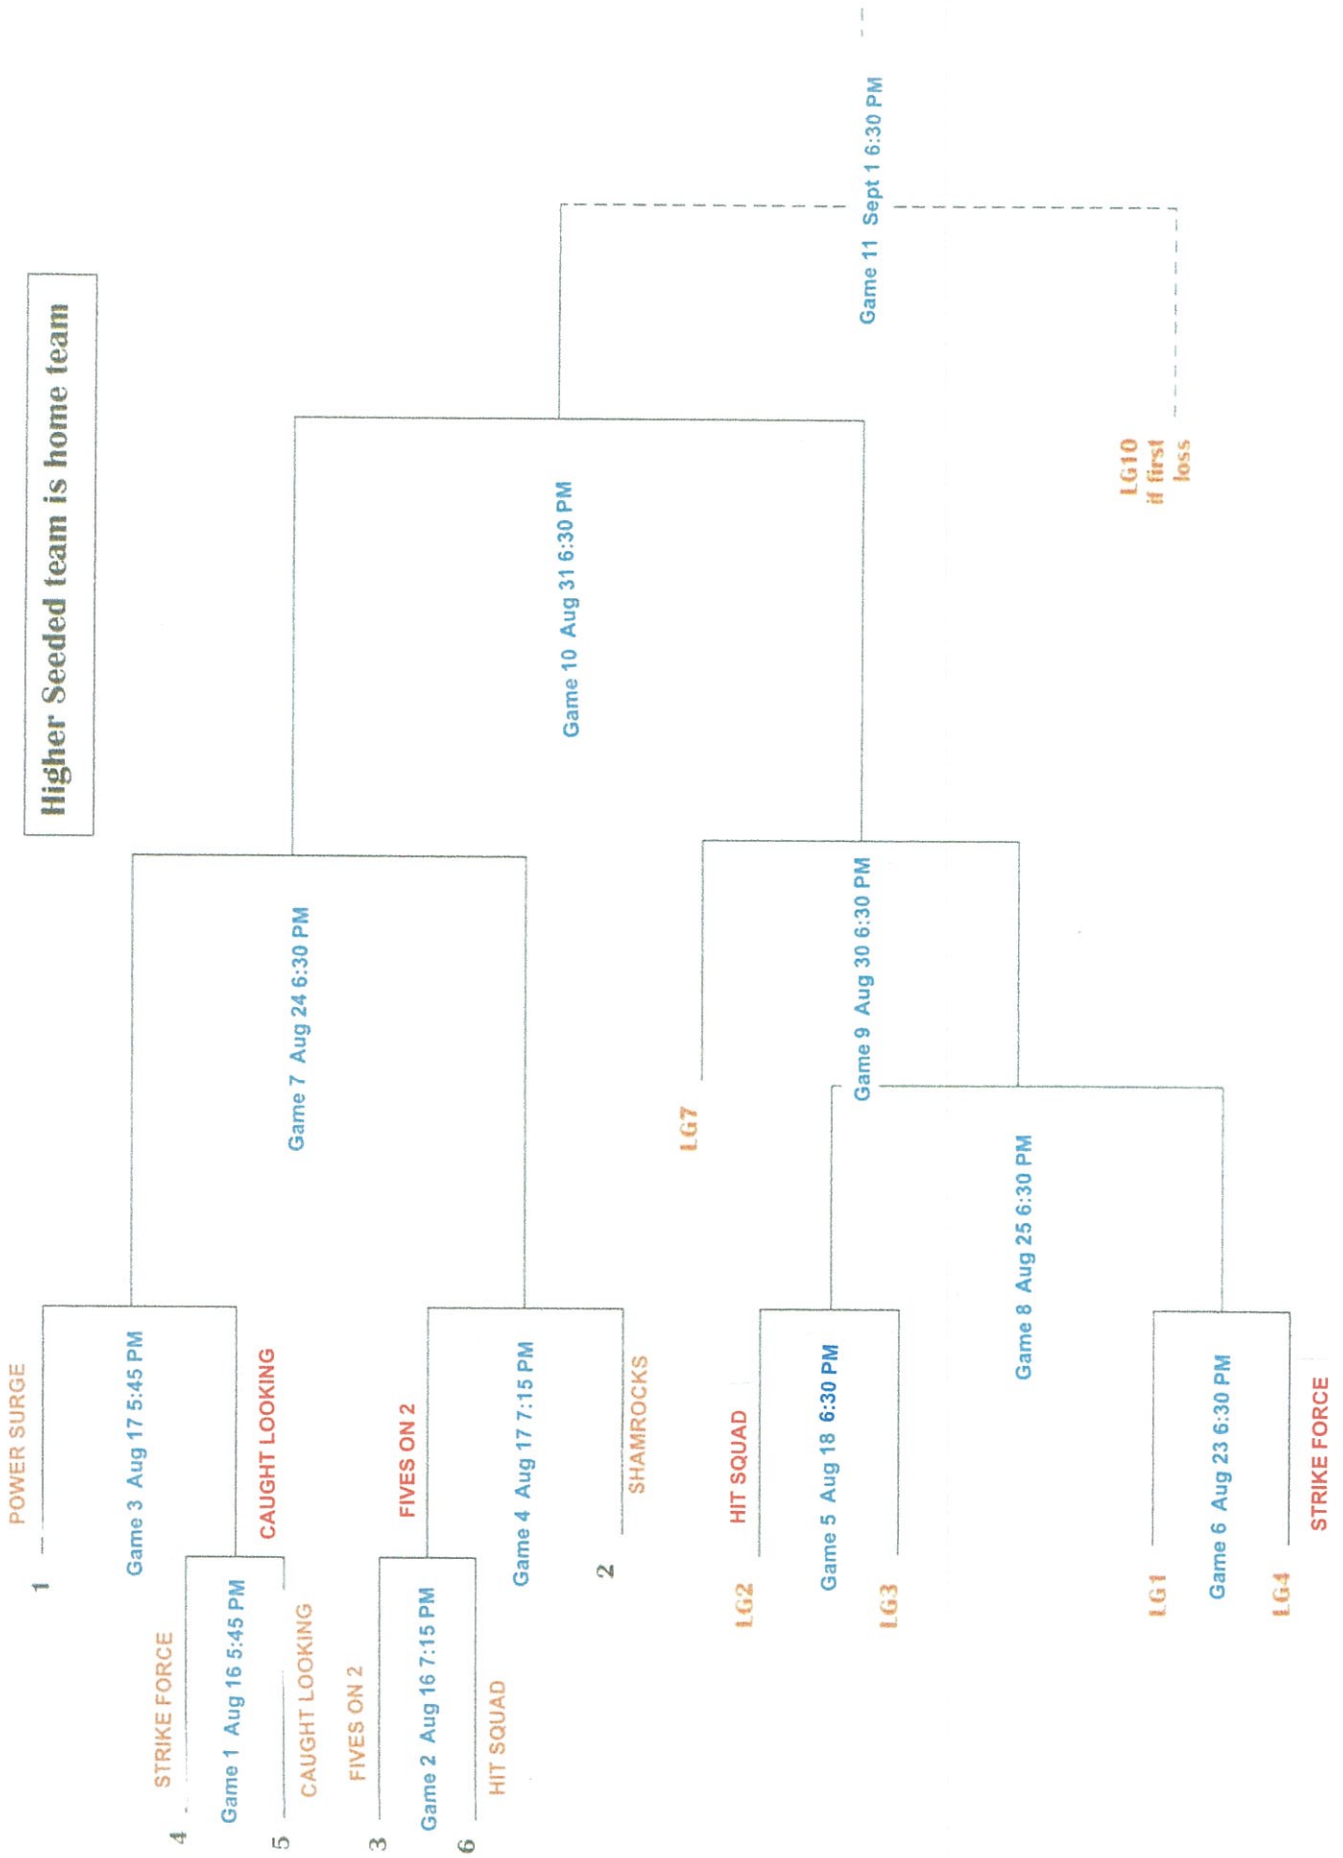 Higher Seeded team is home team
POWER SURGE
1
Game 3 Aug 17 5:45 PM
STRIKE FORCE
4
Game 1 Aug 16 5:45 PM
CAUGHT LOOKING
5
CAUGHT LOOKING
Game 7 Aug 24 6:30 PM
FIVES ON 2
3
FIVES ON 2
Game 2 Aug 16 7:15 PM
6
HIT SQUAD
Game 4 Aug 17 7:15 PM
2
SHAMROCKS
Game 10 Aug 31 6:30 PM
LG7
HIT SQUAD
LG2
Game 5 Aug 18 6:30 PM
LG3
Game 9 Aug 30 6:30 PM
Game 8 Aug 25 6:30 PM
LG1
Game 6 Aug 23 6:30 PM
LG4
STRIKE FORCE
Game 11 Sept 1 6:30 PM
LG10
if first
loss